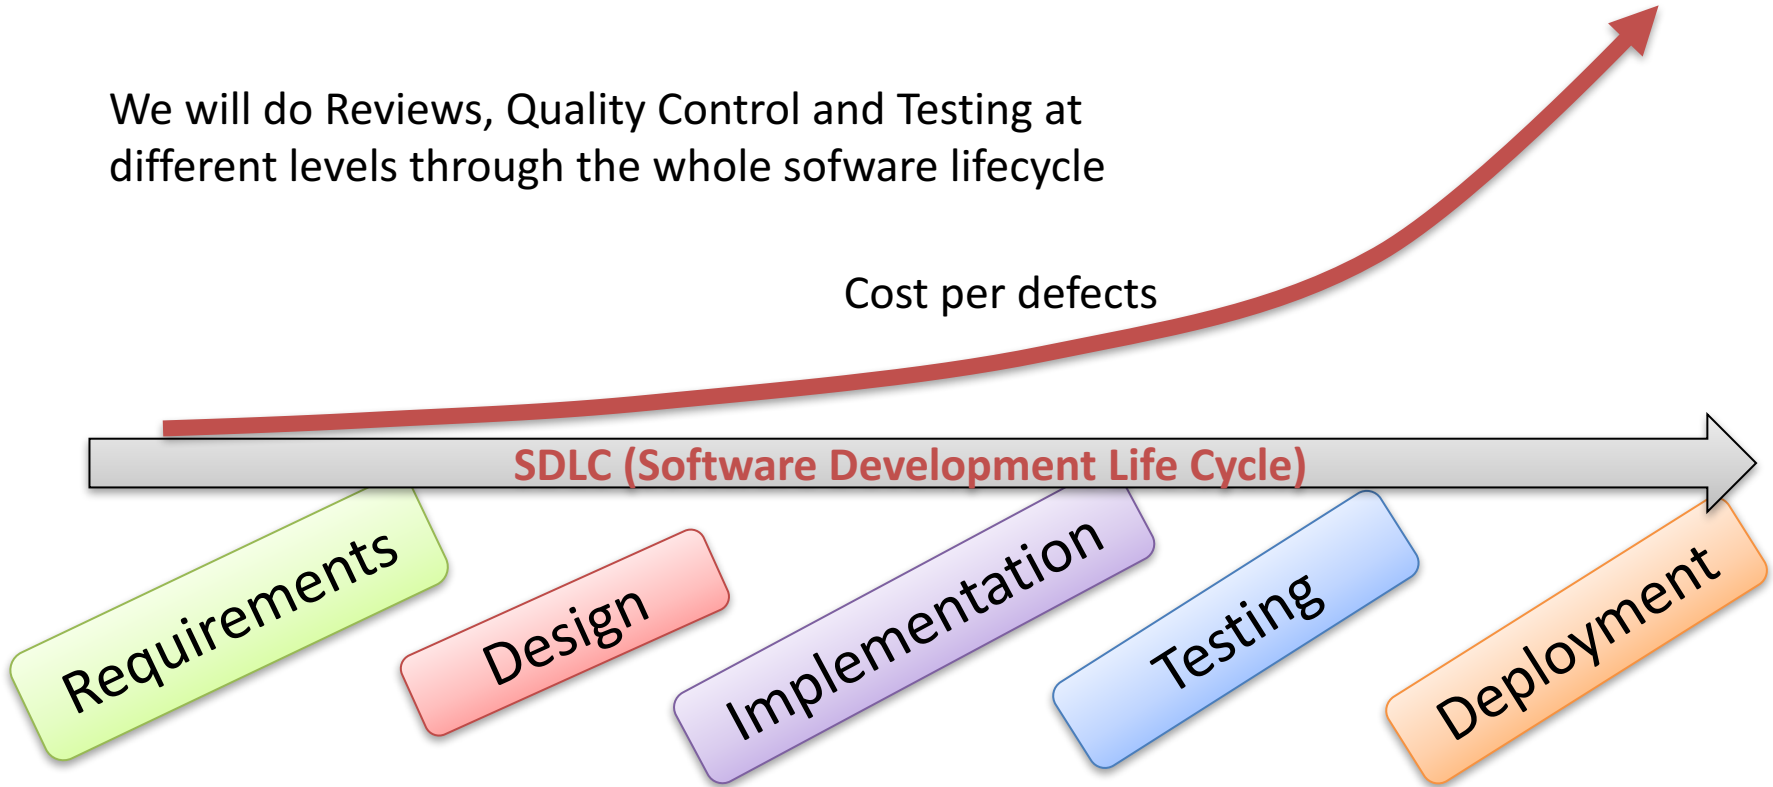 We will do Reviews, Quality Control and Testing at
different levels through the whole sofware lifecycle
Cost per defects
SDLC (Software Development Life Cycle)
Requirements
Design
Implementation
Testing
Deployment